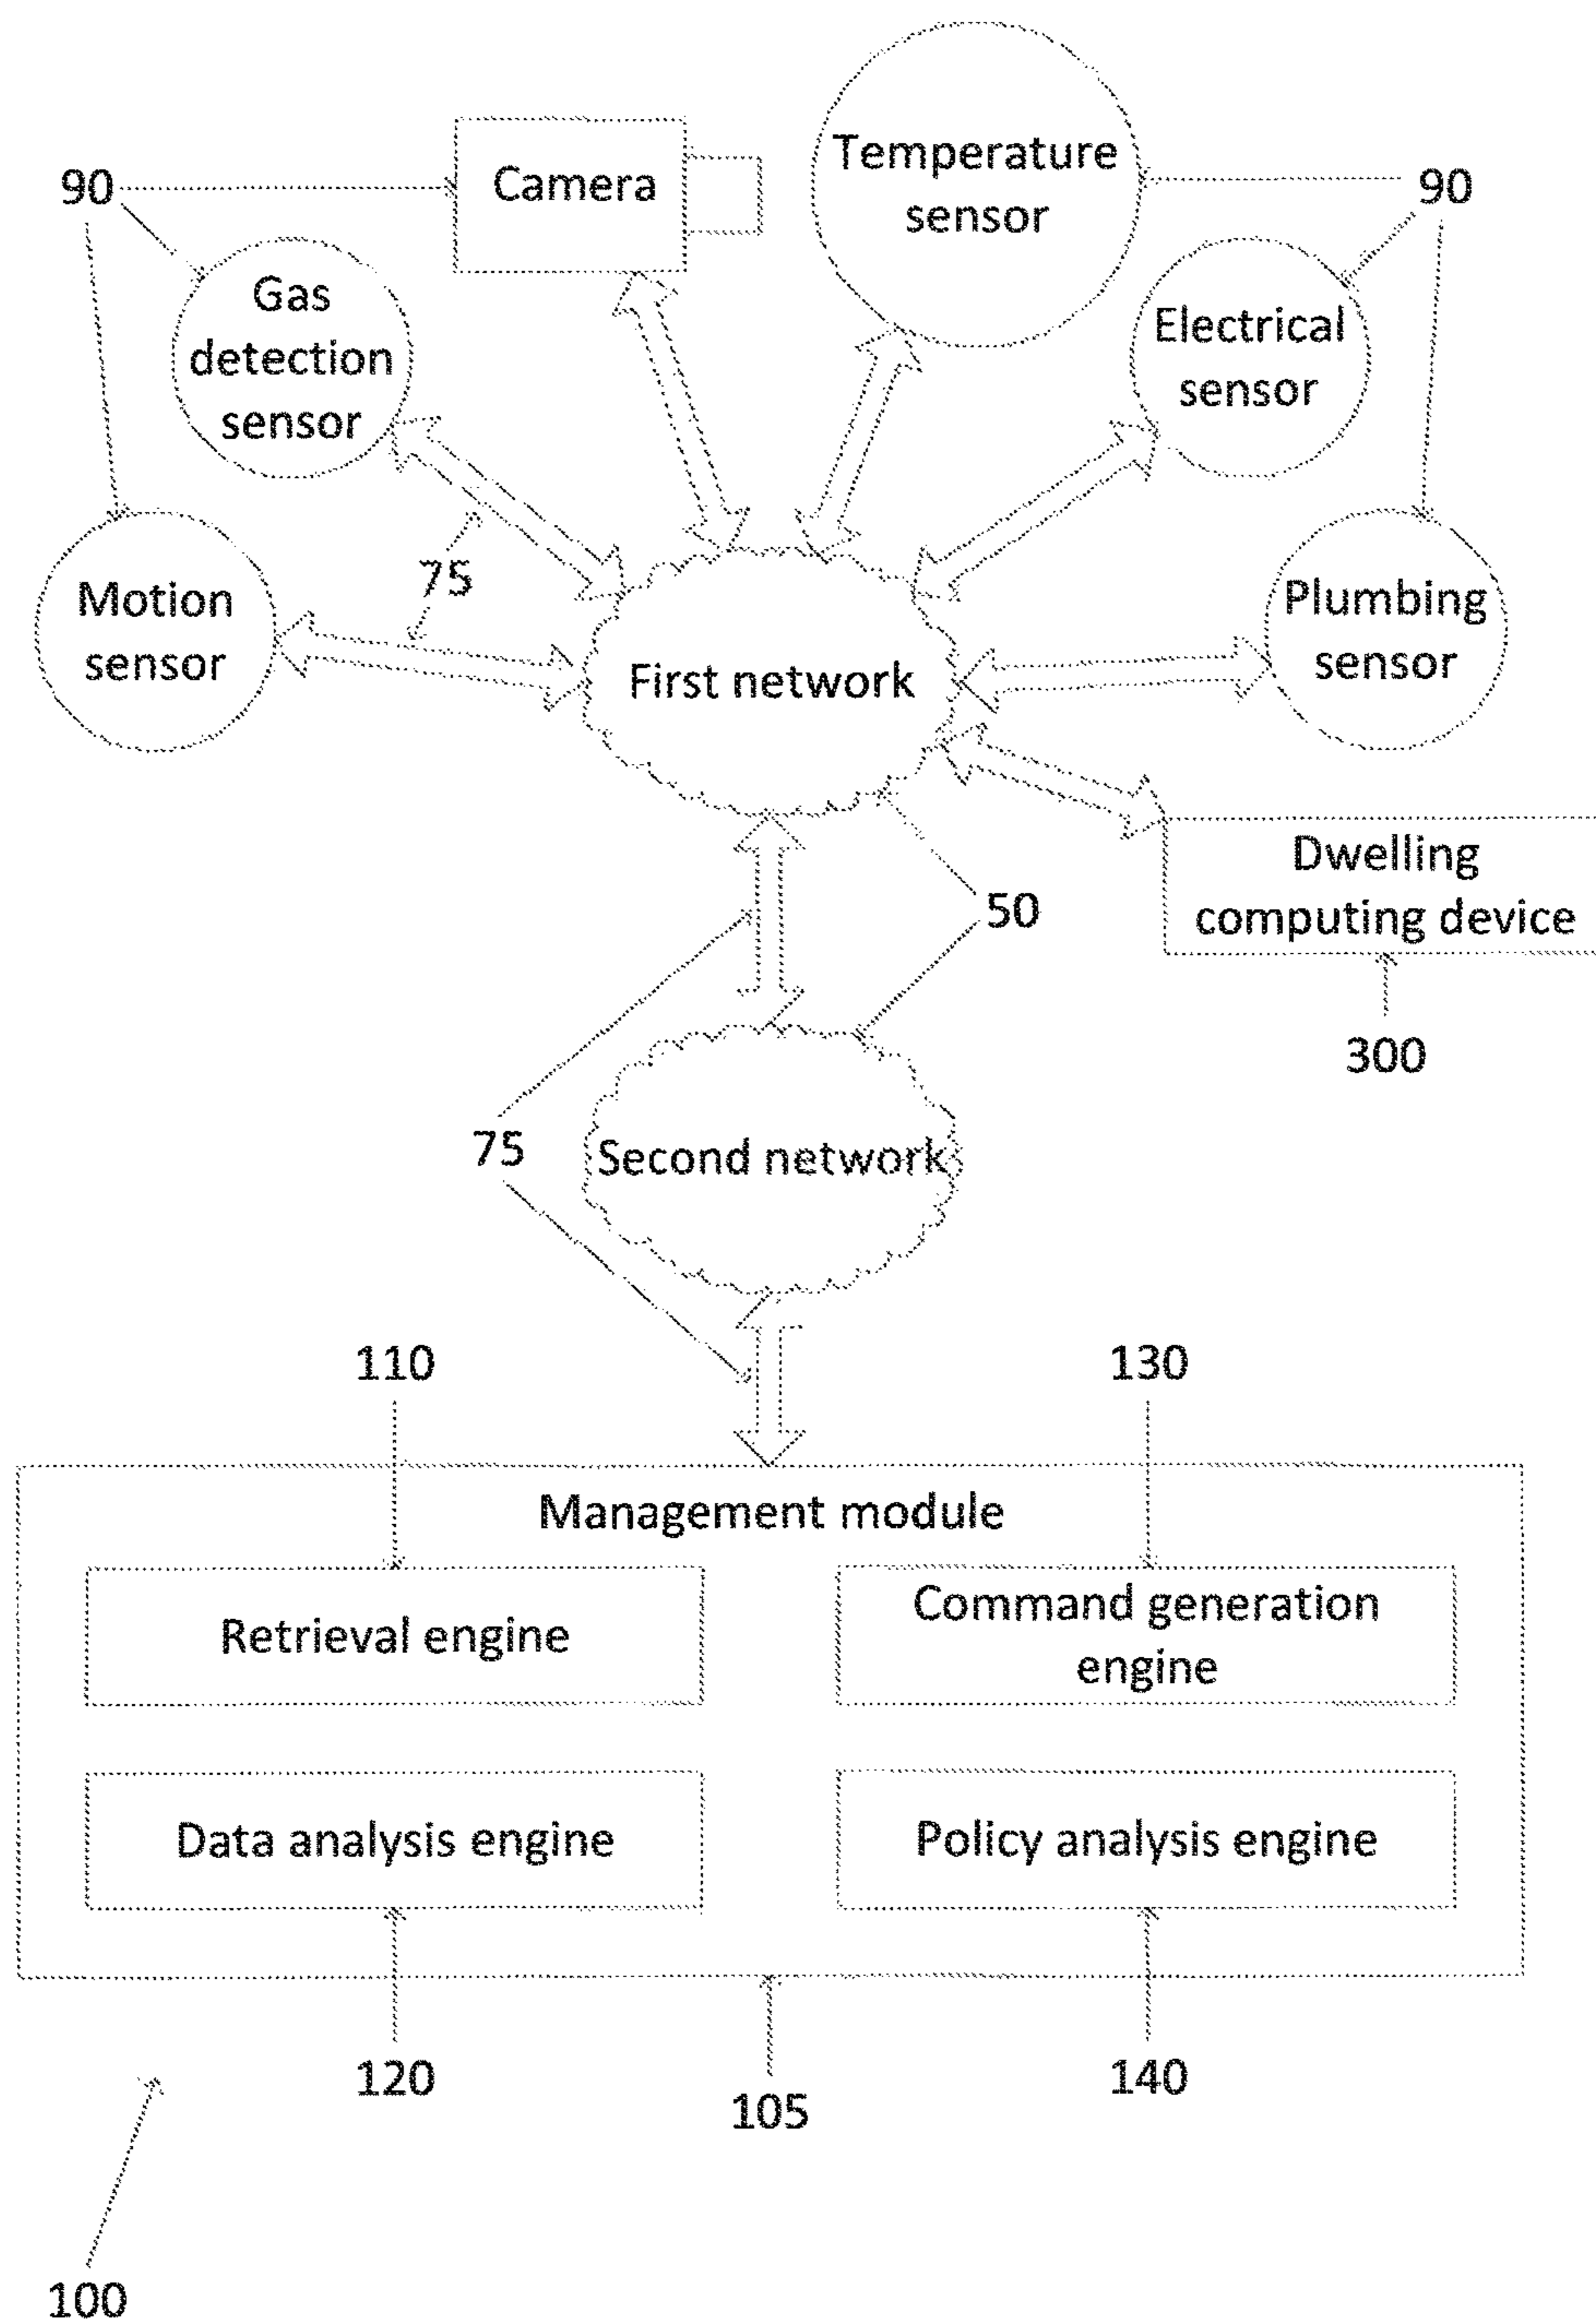 Temperature
sensor
Camera
90
90
Gas
detection
sensor
Electrical
sensor
75
Motion
sensor
Plumbing
sensor
First network
Dwelling
computing device
50
300
75
Second network
110
130
Management module
Retrieval engine
Command generation
engine
Data analysis engine
Policy analysis engine
120
105
140
100